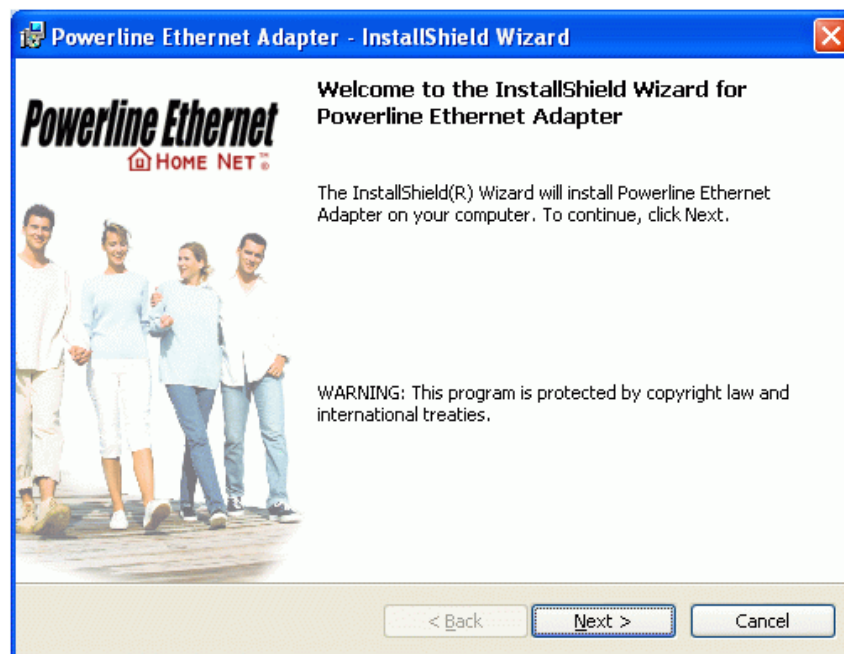 Powerline Ethernet Adapter - InstallShield Wizard
Powerline Ethernet
HOME NET™®
Welcome to the InstallShield Wizard for
Powerline Ethernet Adapter
The InstallShield(R) Wizard will install Powerline Ethernet
Adapter on your computer. To continue, click Next.
WARNING: This program is protected by copyright law and
international treaties.
< Back
Next >
Cancel